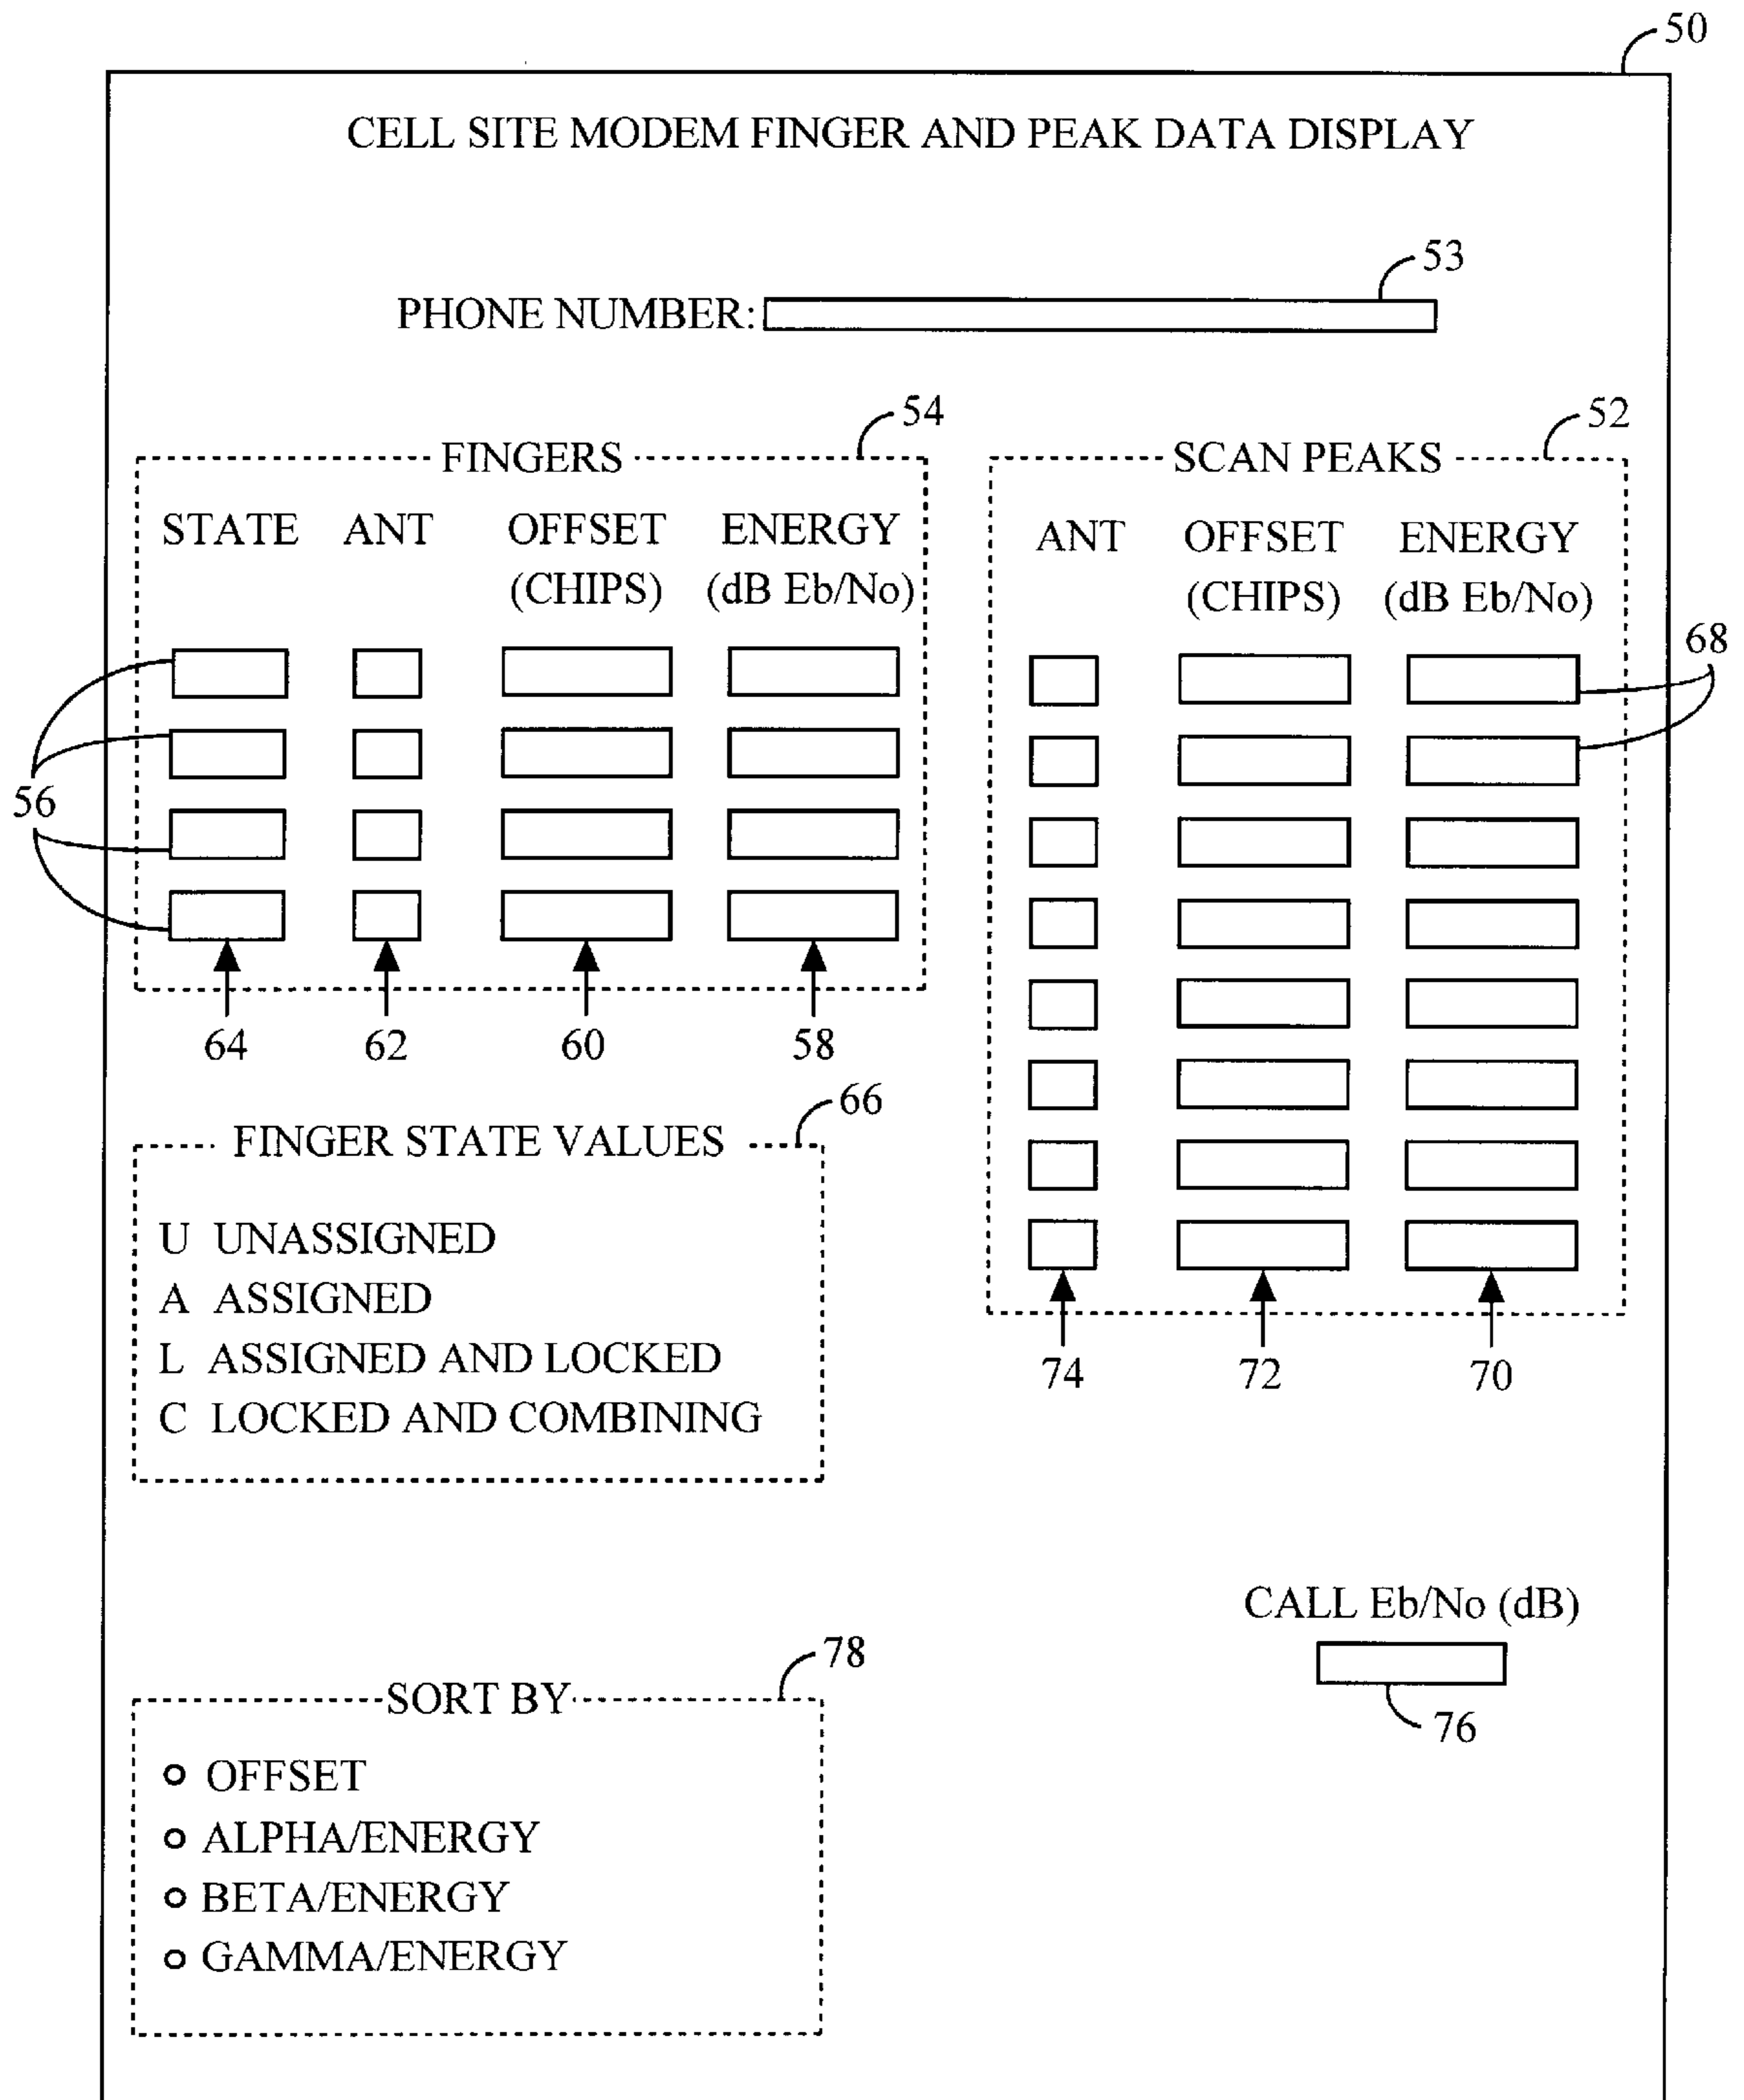 50
CELL SITE MODEM FINGER AND PEAK DATA DISPLAY
53
PHONE NUMBER:
54
FINGERS
STATE ANT OFFSET ENERGY
(CHIPS) (dB Eb/No)
56
64 62 60 58
52
SCAN PEAKS
ANT OFFSET ENERGY
(CHIPS) (dB Eb/No)
68
74 72 70
66
FINGER STATE VALUES
U UNASSIGNED
A ASSIGNED
L ASSIGNED AND LOCKED
C LOCKED AND COMBINING
CALL Eb/No (dB)
76
78
SORT BY
OFFSET
ALPHA/ENERGY
BETA/ENERGY
GAMMA/ENERGY